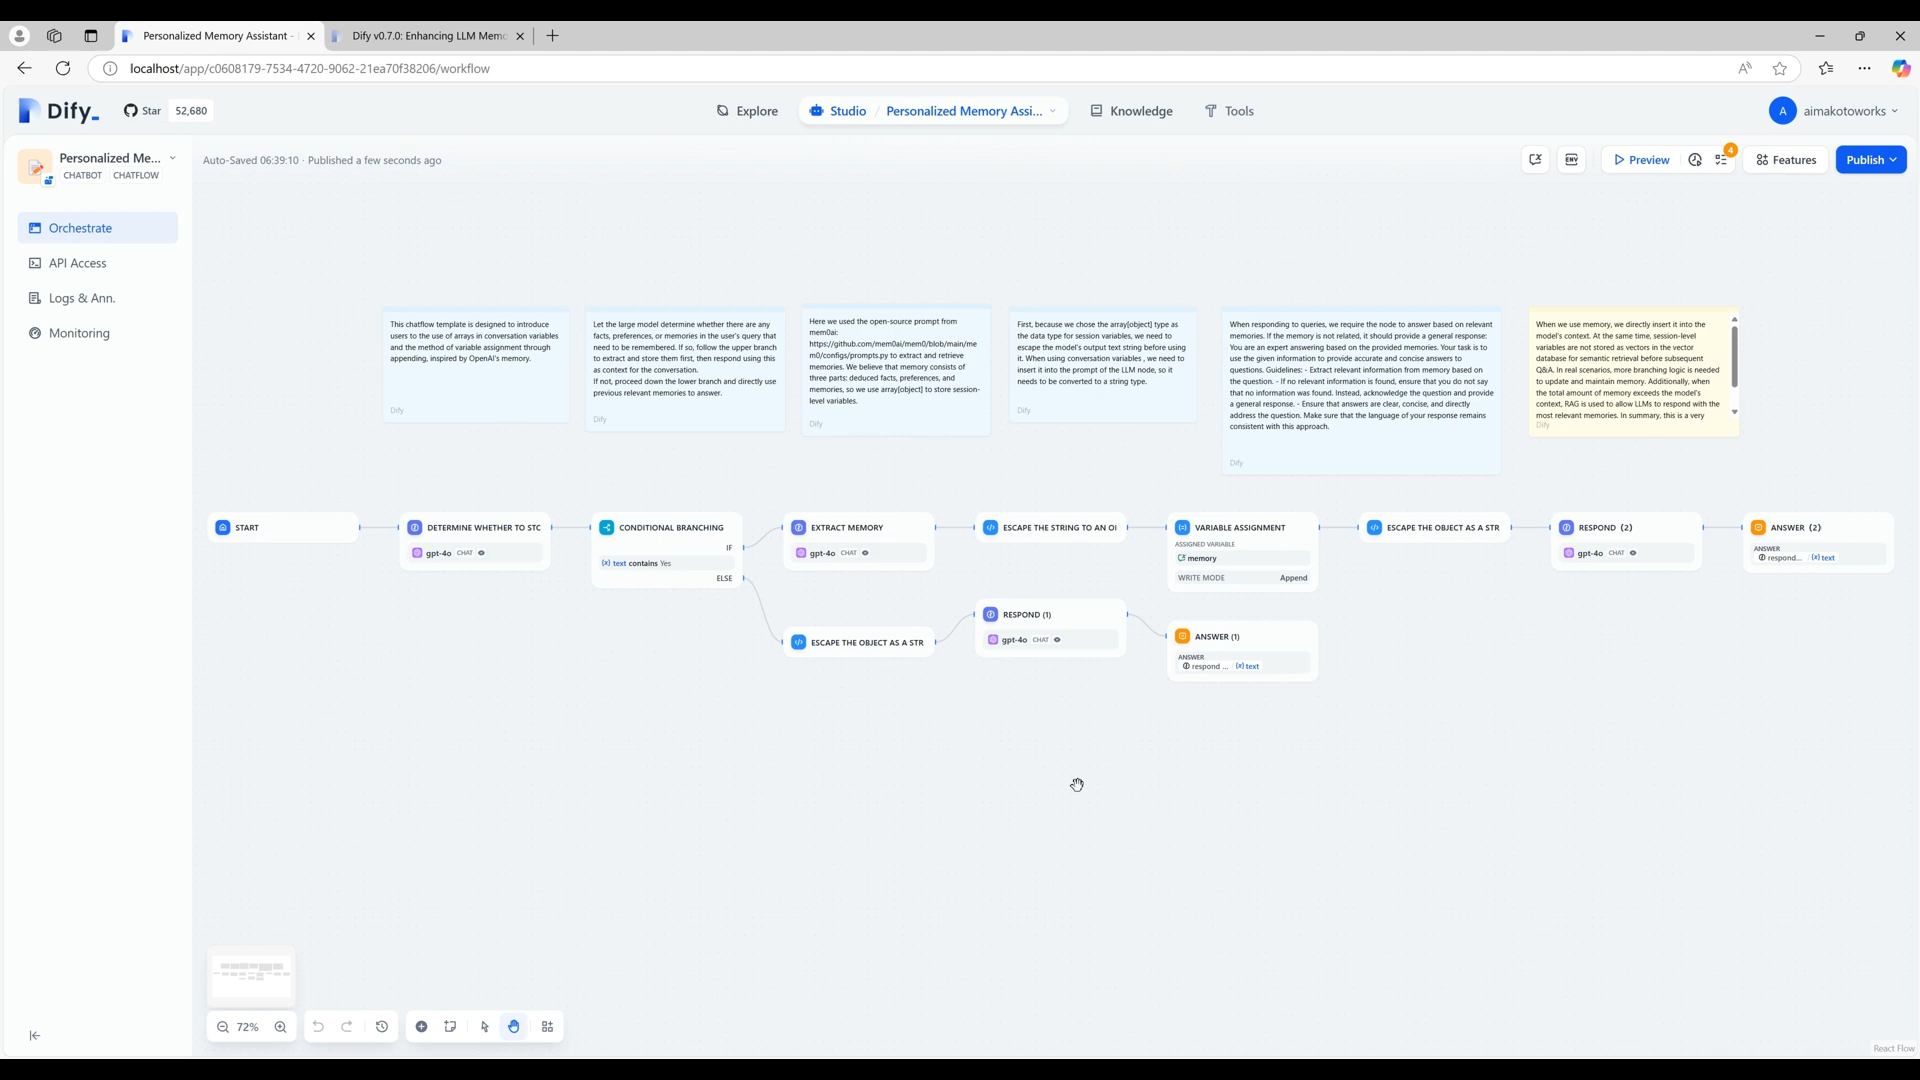 Personalized Memory Assistant -
Dify v0.7.0: Enhancing LLM Memo
localhost/app/c0608179-7534-4720-9062-21ea70f38206/workflow
Dify_
Star 52,680
Explore
Studio / Personalized Memory Assi...
Knowledge
Tools
A aimakotoworks
Personalized Me...
CHATBOT CHATFLOW
Auto-Saved 06:39:10 · Published a few seconds ago
ENV
Preview
4
Features
Publish
Orchestrate
API Access
Logs & Ann.
Monitoring
This chatflow template is designed to introduce
users to the use of arrays in conversation variables
and the method of variable assignment through
appending, inspired by OpenAI's memory.
Dify
Let the large model determine whether there are any
facts, preferences, or memories in the user's query that
need to be remembered. If so, follow the upper branch
to extract and store them first, then respond using this
as context for the conversation.
If not, proceed down the lower branch and directly use
previous relevant memories to answer.
Dify
Here we used the open-source prompt from
mem0ai:
https://github.com/mem0ai/mem0/blob/main/me
m0/configs/prompts.py to extract and retrieve
memories. We believe that memory consists of
three parts: deduced facts, preferences, and
memories, so we use array[object] to store session-
level variables.
Dify
First, because we chose the array[object] type as
the data type for session variables, we need to
escape the model's output text string before using
it. When using conversation variables , we need to
insert it into the prompt of the LLM node, so it
needs to be converted to a string type.
Dify
When responding to queries, we require the node to answer based on relevant
memories. If the memory is not related, it should provide a general response:
You are an expert answering based on the provided memories. Your task is to
use the given information to provide accurate and concise answers to
questions. Guidelines: - Extract relevant information from memory based on
the question. - If no relevant information is found, ensure that you do not say
that no information was found. Instead, acknowledge the question and provide
a general response. - Ensure that answers are clear, concise, and directly
address the question. Make sure that the language of your response remains
consistent with this approach.
Dify
When we use memory, we directly insert it into the
model's context. At the same time, session-level
variables are not stored as vectors in the vector
database for semantic retrieval before subsequent
Q&A. In real scenarios, more branching logic is needed
to update and maintain memory. Additionally, when
the total amount of memory exceeds the model's
context, RAG is used to allow LLMs to respond with the
most relevant memories. In summary, this is a very
Dify
START
DETERMINE WHETHER TO STC
gpt-4o CHAT
CONDITIONAL BRANCHING
IF
{x} text contains Yes
ELSE
EXTRACT MEMORY
gpt-4o CHAT
ESCAPE THE STRING TO AN OI
VARIABLE ASSIGNMENT
ASSIGNED VARIABLE
memory
WRITE MODE Append
ESCAPE THE OBJECT AS A STR
RESPOND (2)
gpt-4o CHAT
ANSWER (2)
ANSWER
respond... {x} text
ESCAPE THE OBJECT AS A STR
RESPOND (1)
gpt-4o CHAT
ANSWER (1)
ANSWER
respond ... {x} text
72%
React Flow